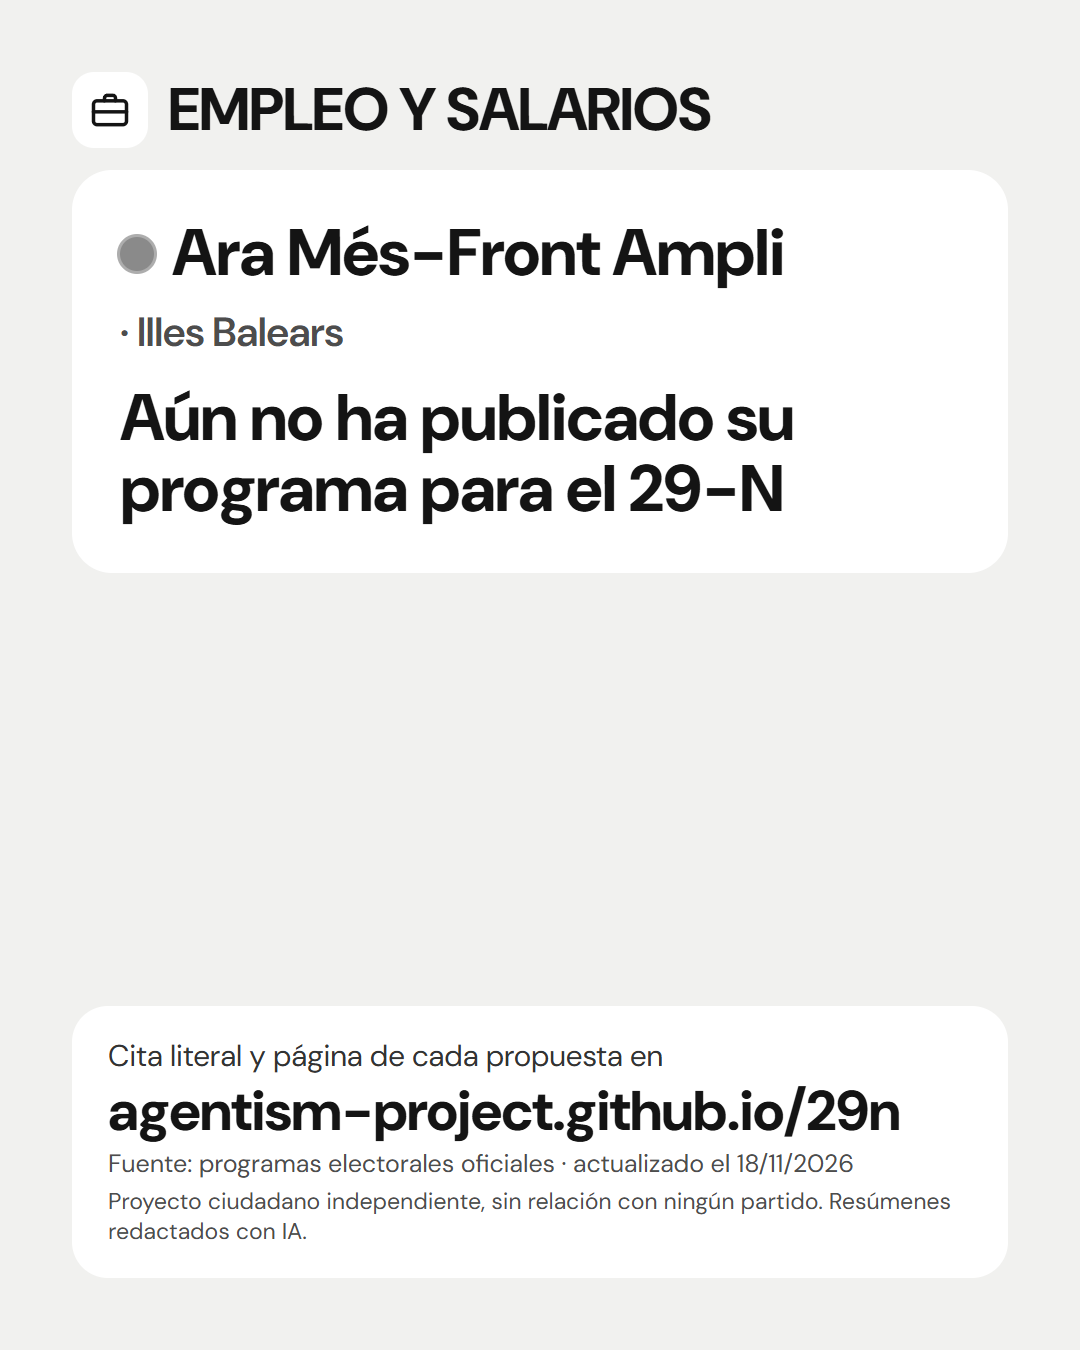 EMPLEO Y SALARIOS
Ara Més-Front Ampli
· Illes Balears
Aún no ha publicado su
programa para el 29-N
Cita literal y página de cada propuesta en
agentism-project.github.io/29n
Fuente: programas electorales oficiales · actualizado el 18/11/2026
Proyecto ciudadano independiente, sin relación con ningún partido. Resúmenes
redactados con IA.